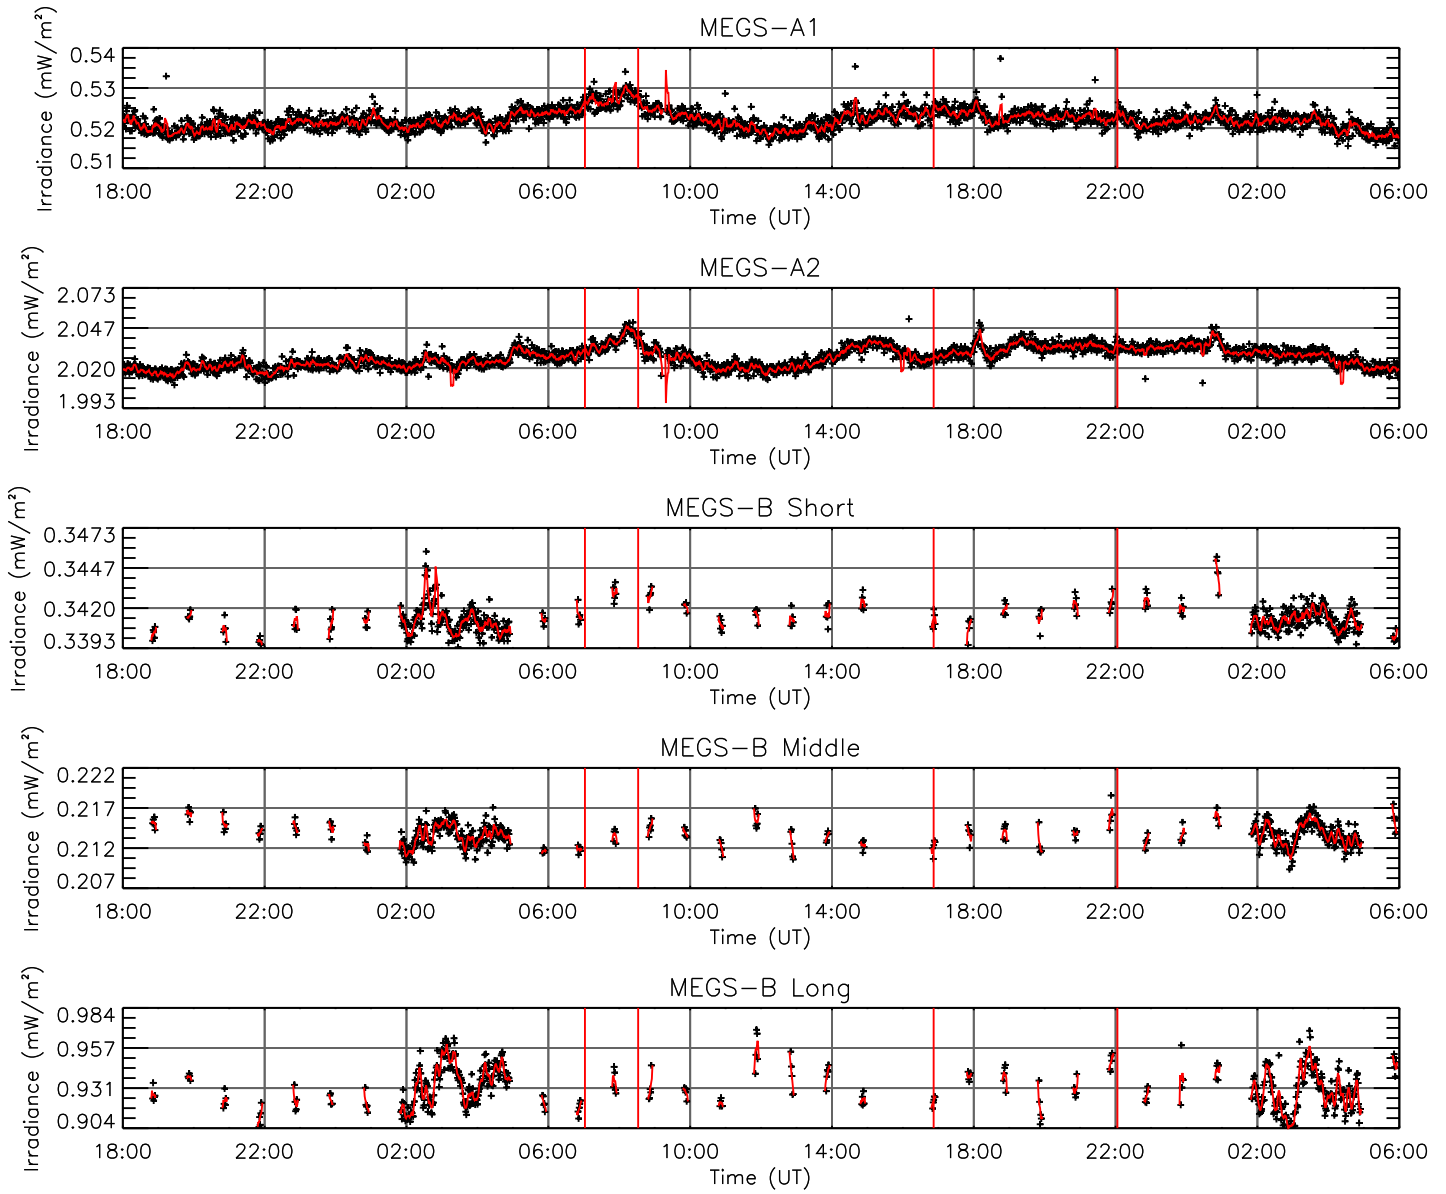 MEGS-A1
Irradiance (mW/m²)
0.54
0.53
0.52
0.51
18:00 22:00 02:00 06:00 10:00 14:00 18:00 22:00 02:00 06:00
Time (UT)
MEGS-A2
Irradiance (mW/m²)
2.073
2.047
2.020
1.993
18:00 22:00 02:00 06:00 10:00 14:00 18:00 22:00 02:00 06:00
Time (UT)
MEGS-B Short
Irradiance (mW/m²)
0.3473
0.3447
0.3420
0.3393
18:00 22:00 02:00 06:00 10:00 14:00 18:00 22:00 02:00 06:00
Time (UT)
MEGS-B Middle
Irradiance (mW/m²)
0.222
0.217
0.212
0.207
18:00 22:00 02:00 06:00 10:00 14:00 18:00 22:00 02:00 06:00
Time (UT)
MEGS-B Long
Irradiance (mW/m²)
0.984
0.957
0.931
0.904
18:00 22:00 02:00 06:00 10:00 14:00 18:00 22:00 02:00 06:00
Time (UT)